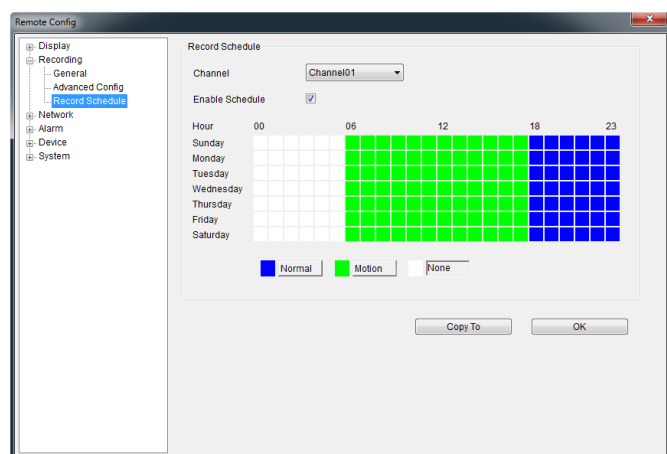 Remote Config
Display
Recording
General
Advanced Config
Record Schedule
Network
Alarm
Device
System
Record Schedule
Channel Channel01
Enable Schedule
Hour 00 06 12 18 23
Sunday
Monday
Tuesday
Wednesday
Thursday
Friday
Saturday
Normal Motion None
Copy To OK